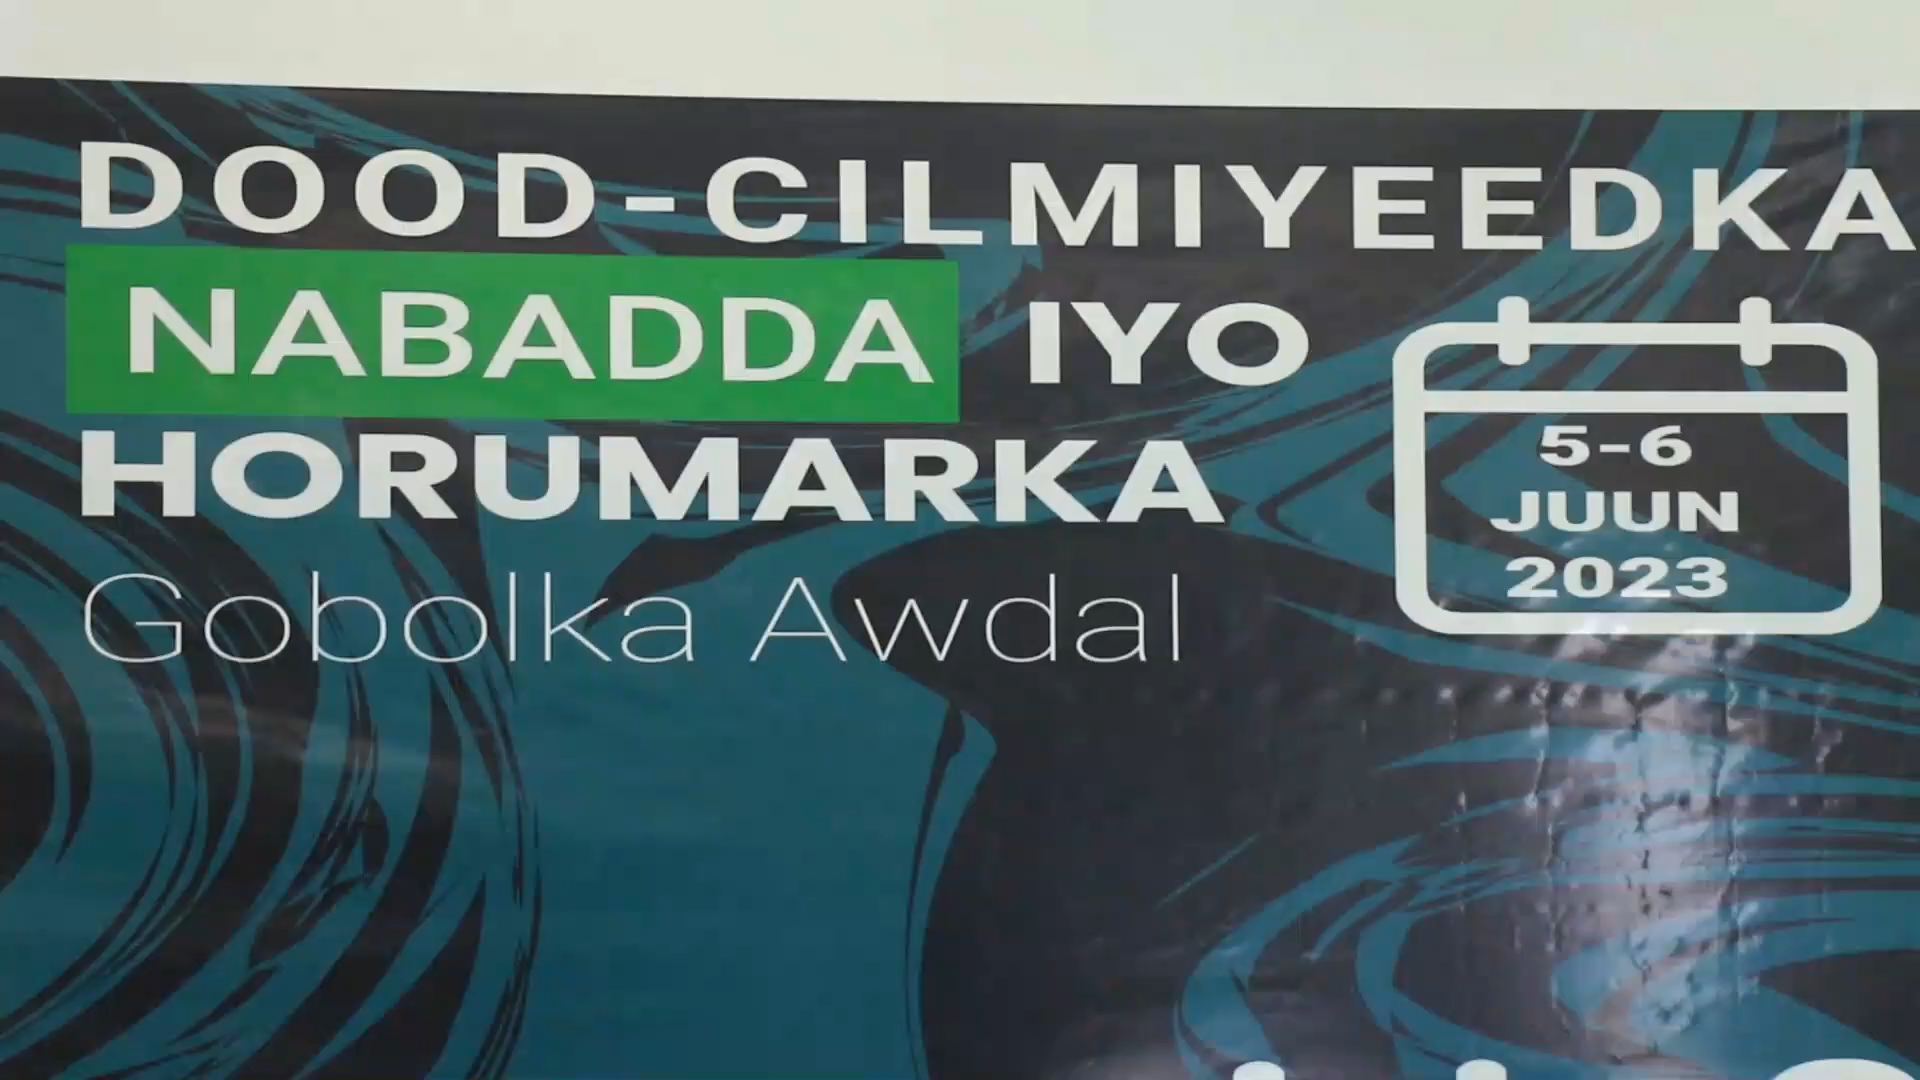 DOOD-CILMIYEEDKA
NABADDA IYO
HORUMARKA
Gobolka Awdal
5-6
JUUN
2023